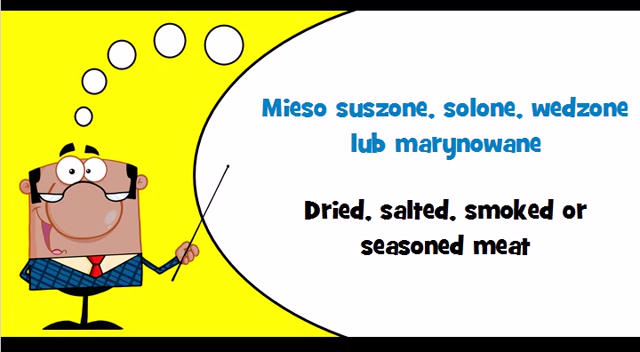 Mieso suszone, solone, wedzone
lub marynowane
Dried, salted, smoked or
seasoned meat